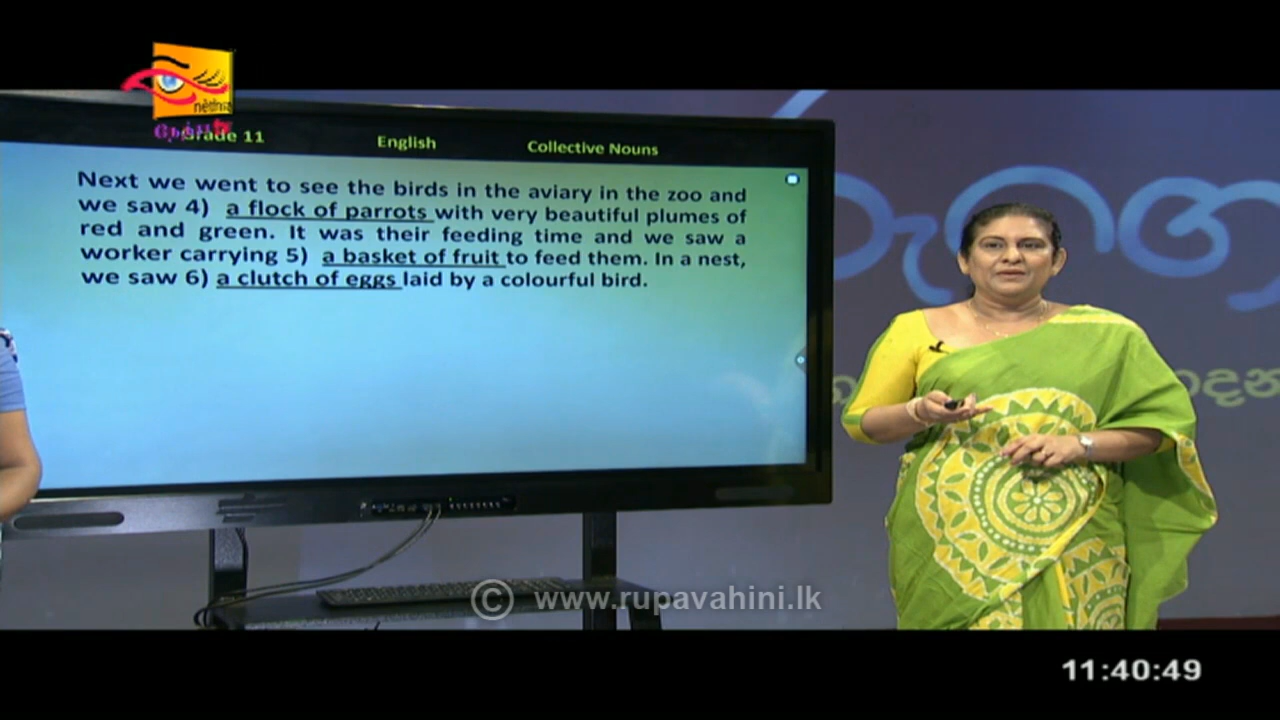 nethra
Grade 11 English Collective Nouns
Next we went to see the birds in the aviary in the zoo and
we saw 4) a flock of parrots with very beautiful plumes of
red and green. It was their feeding time and we saw a
worker carrying 5) a basket of fruit to feed them. In a nest,
we saw 6) a clutch of eggs laid by a colourful bird.
© www.rupavahini.lk
11:40:49